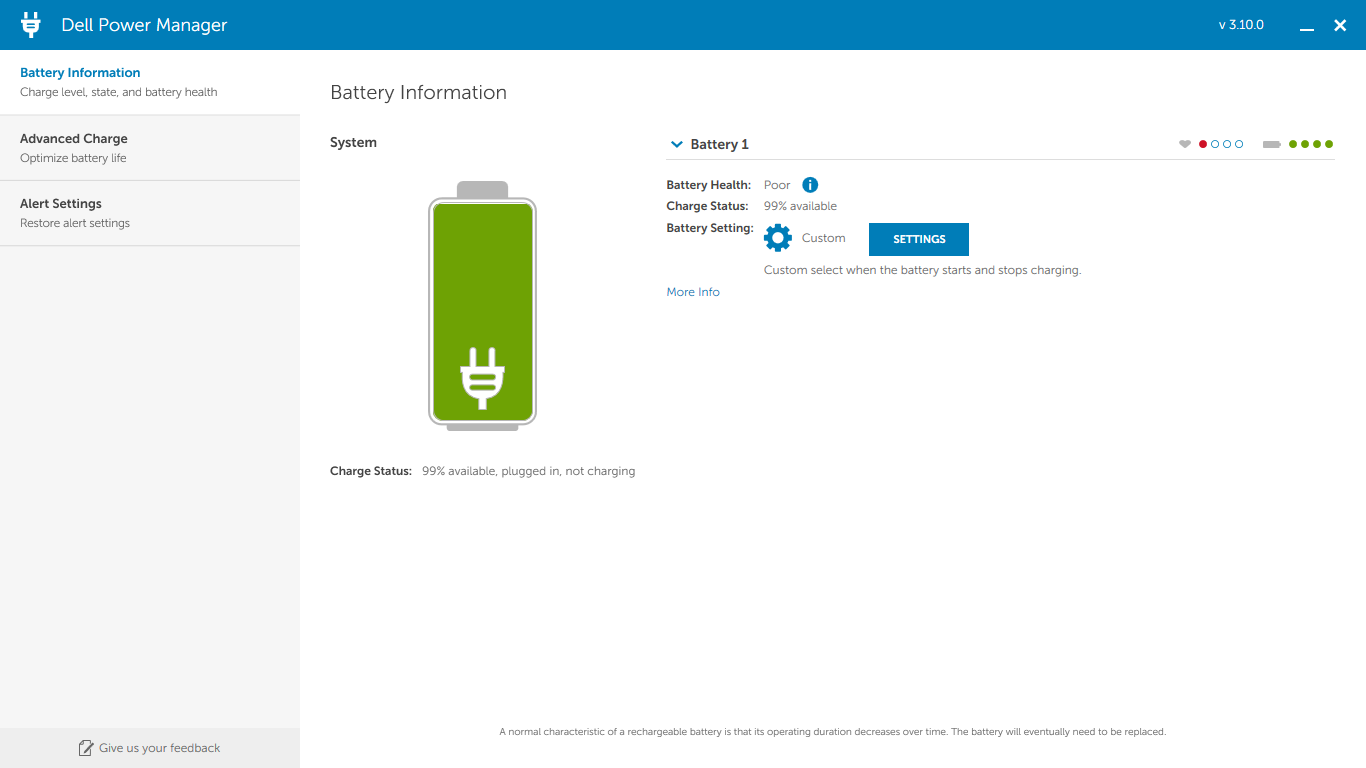 Dell Power Manager
v 3.10.0
Battery Information
Charge level, state, and battery health
Advanced Charge
Optimize battery life
Alert Settings
Restore alert settings
Give us your feedback
Battery Information
System
Charge Status: 99% available, plugged in, not charging
Battery 1
Battery Health: Poor
Charge Status: 99% available
Battery Setting: Custom SETTINGS
Custom select when the battery starts and stops charging.
More Info
A normal characteristic of a rechargeable battery is that its operating duration decreases over time. The battery will eventually need to be replaced.